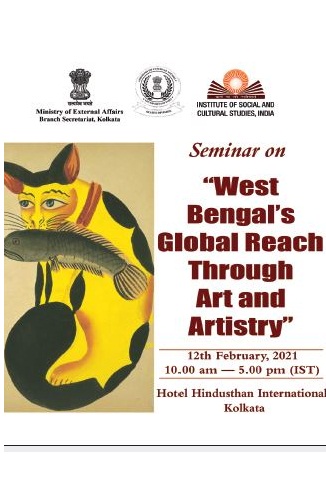 Ministry of External Affairs
Branch Secretariat, Kolkata
INSTITUTE OF SOCIAL AND
CULTURAL STUDIES, INDIA
Seminar on
“West
Bengal’s
Global Reach
Through
Art and
Artistry”
12th February, 2021
10.00 am — 5.00 pm (IST)
Hotel Hindusthan International
Kolkata